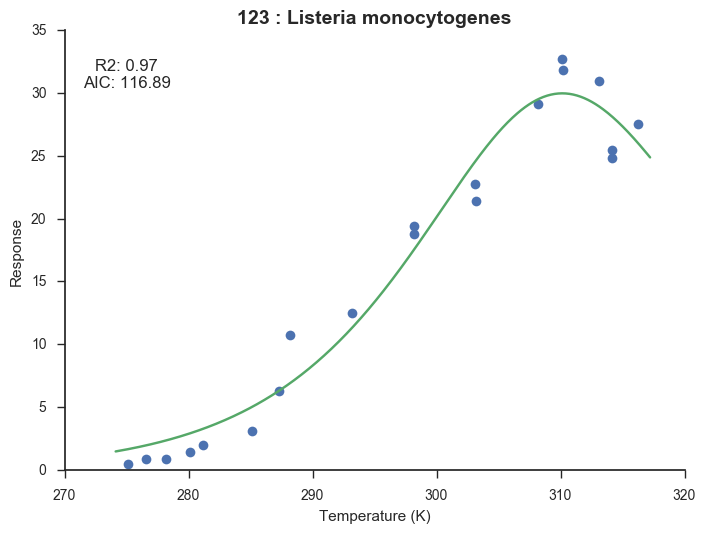 123 : Listeria monocytogenes
R2: 0.97
AIC: 116.89
Response
35
30
25
20
15
10
5
0
270 280 290 300 310 320
Temperature (K)